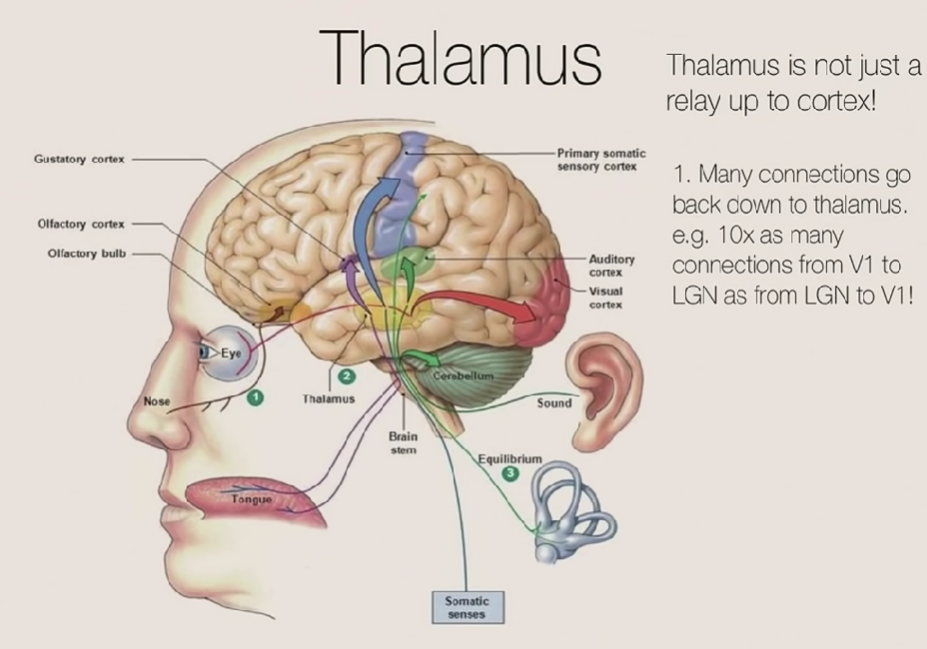 Thalamus
Thalamus is not just a
relay up to cortex!
1. Many connections go
back down to thalamus.
e.g. 10x as many
connections from V1 to
LGN as from LGN to V1!
Gustatory cortex
Olfactory cortex
Olfactory bulb
Primary somatic
sensory cortex
Auditory
cortex
Visual
cortex
Eye
Nose
1
2
Thalamus
Cerebellum
Sound
Brain
stem
Equilibrium
3
Tongue
Somatic
senses